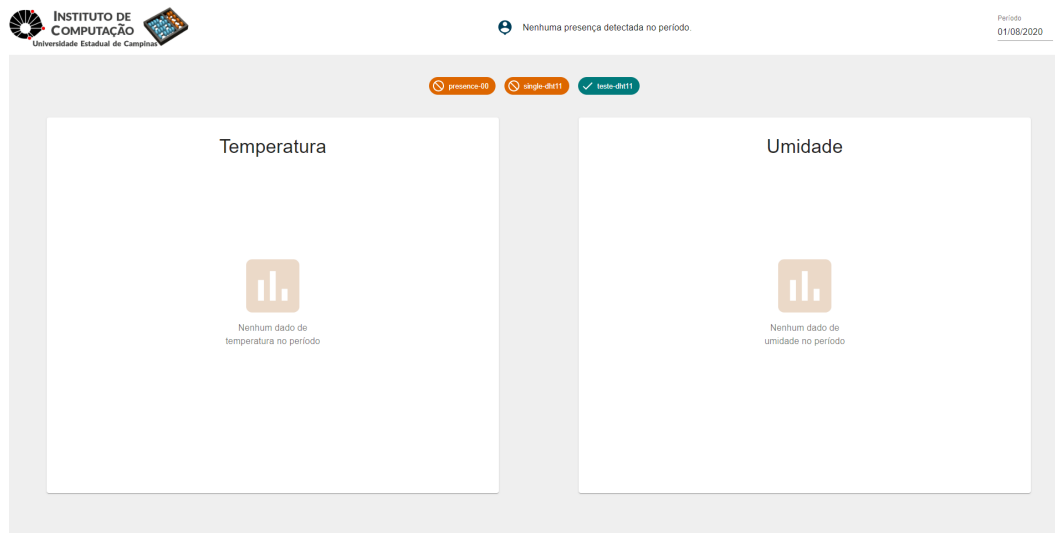 INSTITUTO DE
COMPUTAÇÃO
Universidade Estadual de Campinas
Nenhuma presença detectada no período.
Período
01/08/2020
presence-00
single-dht11
teste-dht11
Temperatura
Nenhum dado de
temperatura no período
Umidade
Nenhum dado de
umidade no período